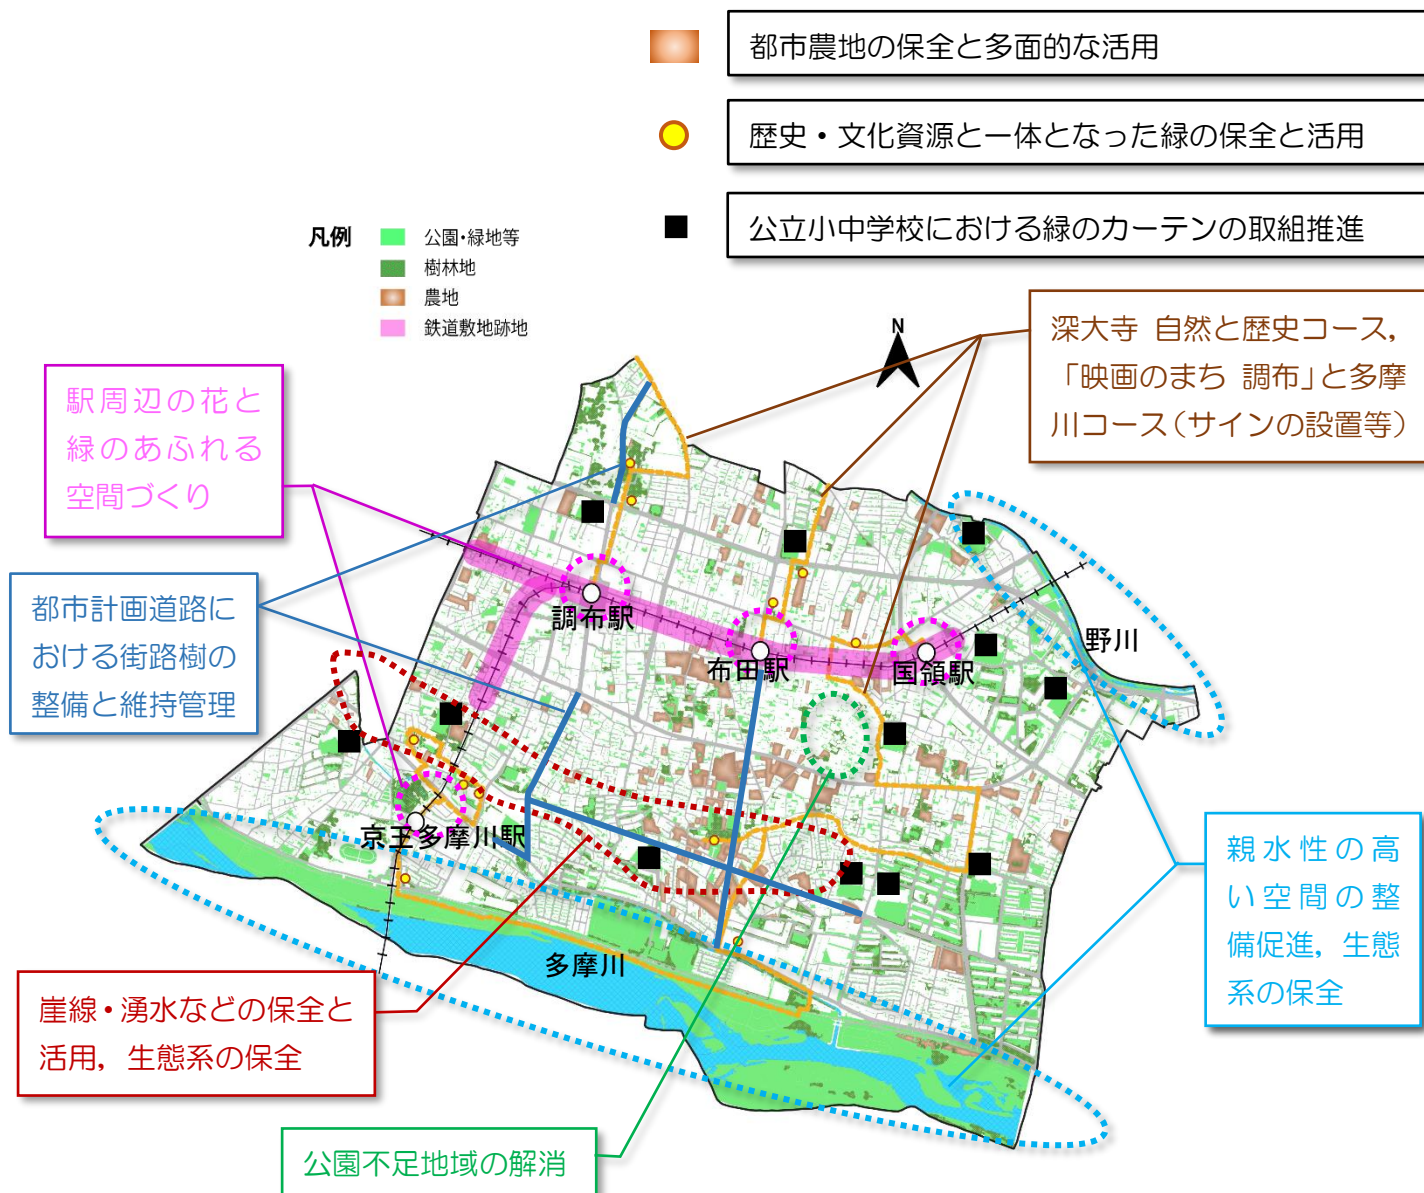 都市農地の保全と多面的な活用
歴史・文化資源と一体となった緑の保全と活用
公立小中学校における緑のカーテンの取組推進
凡例
公園・緑地等
樹林地
農地
鉄道敷地跡地
N
深大寺 自然と歴史コース，
「映画のまち 調布」と多摩
川コース（サインの設置等）
駅周辺の花と
緑のあふれる
空間づくり
都市計画道路に
おける街路樹の
整備と維持管理
調布駅
布田駅
国領駅
野川
京王多摩川駅
多摩川
親水性の高
い空間の整
備促進，生態
系の保全
崖線・湧水などの保全と
活用，生態系の保全
公園不足地域の解消